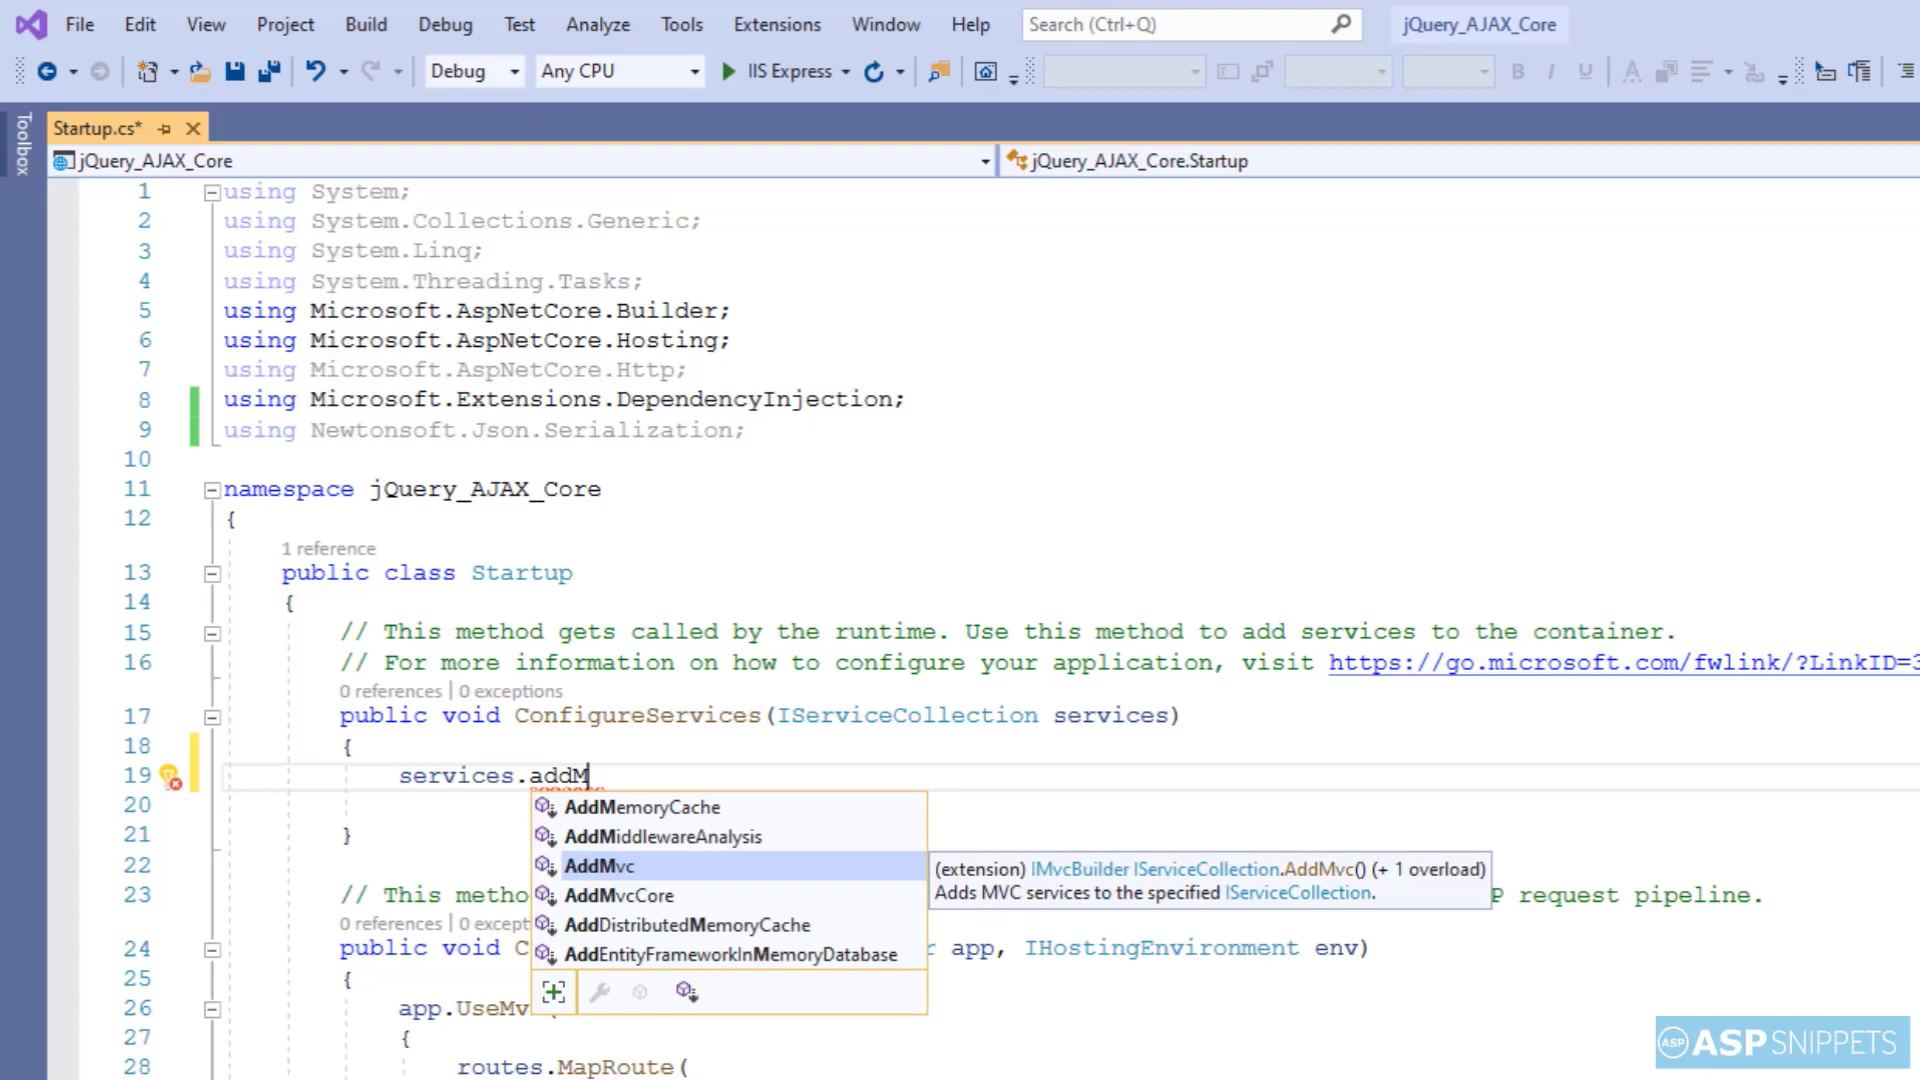 File Edit View Project Build Debug Test Analyze Tools Extensions Window Help Search (Ctrl+Q) jQuery_AJAX_Core
Debug Any CPU IIS Express B I U A
Toolbox
Startup.cs*
jQuery_AJAX_Core jQuery_AJAX_Core.Startup
1 using System;
2 using System.Collections.Generic;
3 using System.Linq;
4 using System.Threading.Tasks;
5 using Microsoft.AspNetCore.Builder;
6 using Microsoft.AspNetCore.Hosting;
7 using Microsoft.AspNetCore.Http;
8 using Microsoft.Extensions.DependencyInjection;
9 using Newtonsoft.Json.Serialization;
10
11 namespace jQuery_AJAX_Core
12 {
1 reference
13 public class Startup
14 {
15 // This method gets called by the runtime. Use this method to add services to the container.
16 // For more information on how to configure your application, visit https://go.microsoft.com/fwlink/?LinkID=3
0 references | 0 exceptions
17 public void ConfigureServices(IServiceCollection services)
18 {
19 services.addM
20
21 }
22
23 // This metho P request pipeline.
0 references | 0 except
24 public void C r app, IHostingEnvironment env)
25 {
26 app.UseMv (
27 {
28 routes.MapRoute(
AddMemoryCache
AddMiddlewareAnalysis
AddMvc
AddMvcCore
AddDistributedMemoryCache
AddEntityFrameworkInMemoryDatabase
(extension) IMvcBuilder IServiceCollection.AddMvc() (+ 1 overload)
Adds MVC services to the specified IServiceCollection.
ASP ASPSNIPPETS